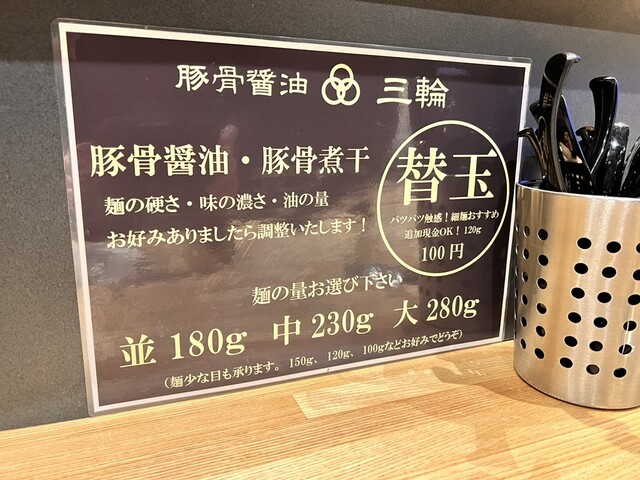 豚骨醤油 三輪
豚骨醤油・豚骨煮干
麺の硬さ・味の濃さ・油の量
お好みありましたら調整いたします!
替玉
パツパツ触感!細麺おすすめ
追加現金OK!120g
100円
麺の量お選び下さい
並 180g 中 230g 大 280g
(麺少な目も承ります。150g、120g、100gなどお好みでどうぞ)